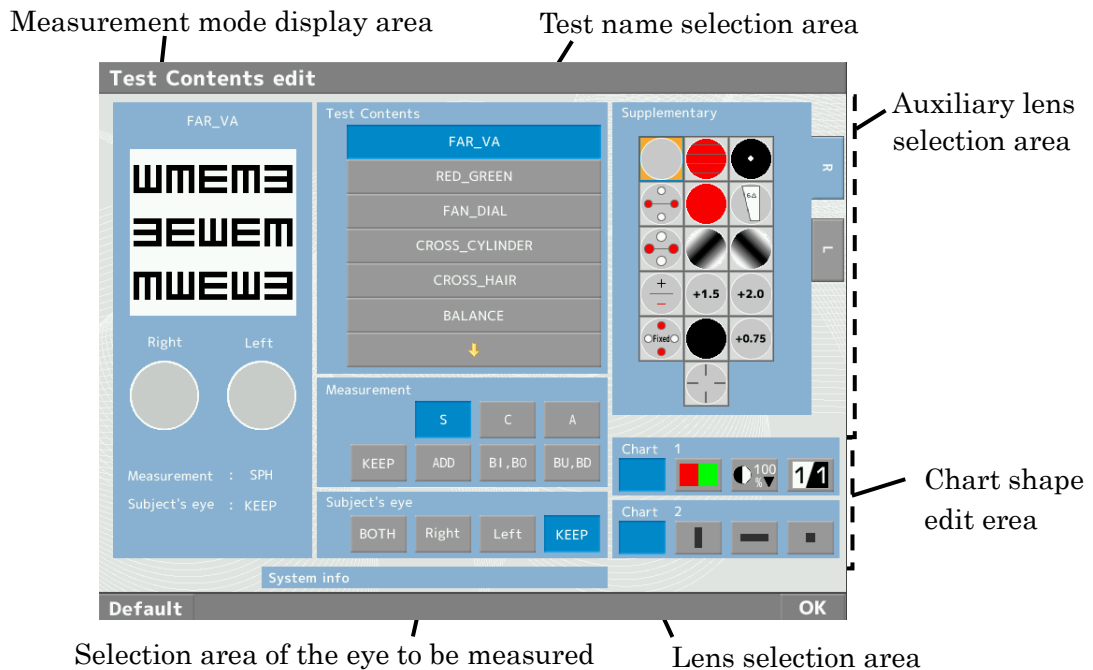 Measurement mode display area
Test name selection area
Test Contents edit
Auxiliary lens
selection area
FAR_VA
Test Contents
FAR_VA
RED_GREEN
FAN_DIAL
CROSS_CYLINDER
CROSS_HAIR
BALANCE
Supplementary
6Δ
+
−
+1.5
+2.0
Fixed
+0.75
R
L
Right
Left
Measurement : SPH
Subject's eye : KEEP
Measurement
S
C
A
KEEP
ADD
BI,BO
BU,BD
Subject's eye
BOTH
Right
Left
KEEP
Chart 1
100
%▼
1/1
Chart 2
Chart shape
edit erea
System info
Default
OK
Selection area of the eye to be measured
Lens selection area